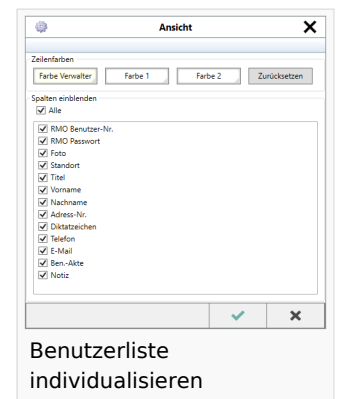 Ansicht
Zeilenfarben
Farbe Verwalter Farbe 1 Farbe 2 Zurücksetzen
Spalten einblenden
Alle
RMO Benutzer-Nr.
RMO Passwort
Foto
Standort
Titel
Vorname
Nachname
Adress-Nr.
Diktatzeichen
Telefon
E-Mail
Ben.-Akte
Notiz
Benutzerliste
individualisieren